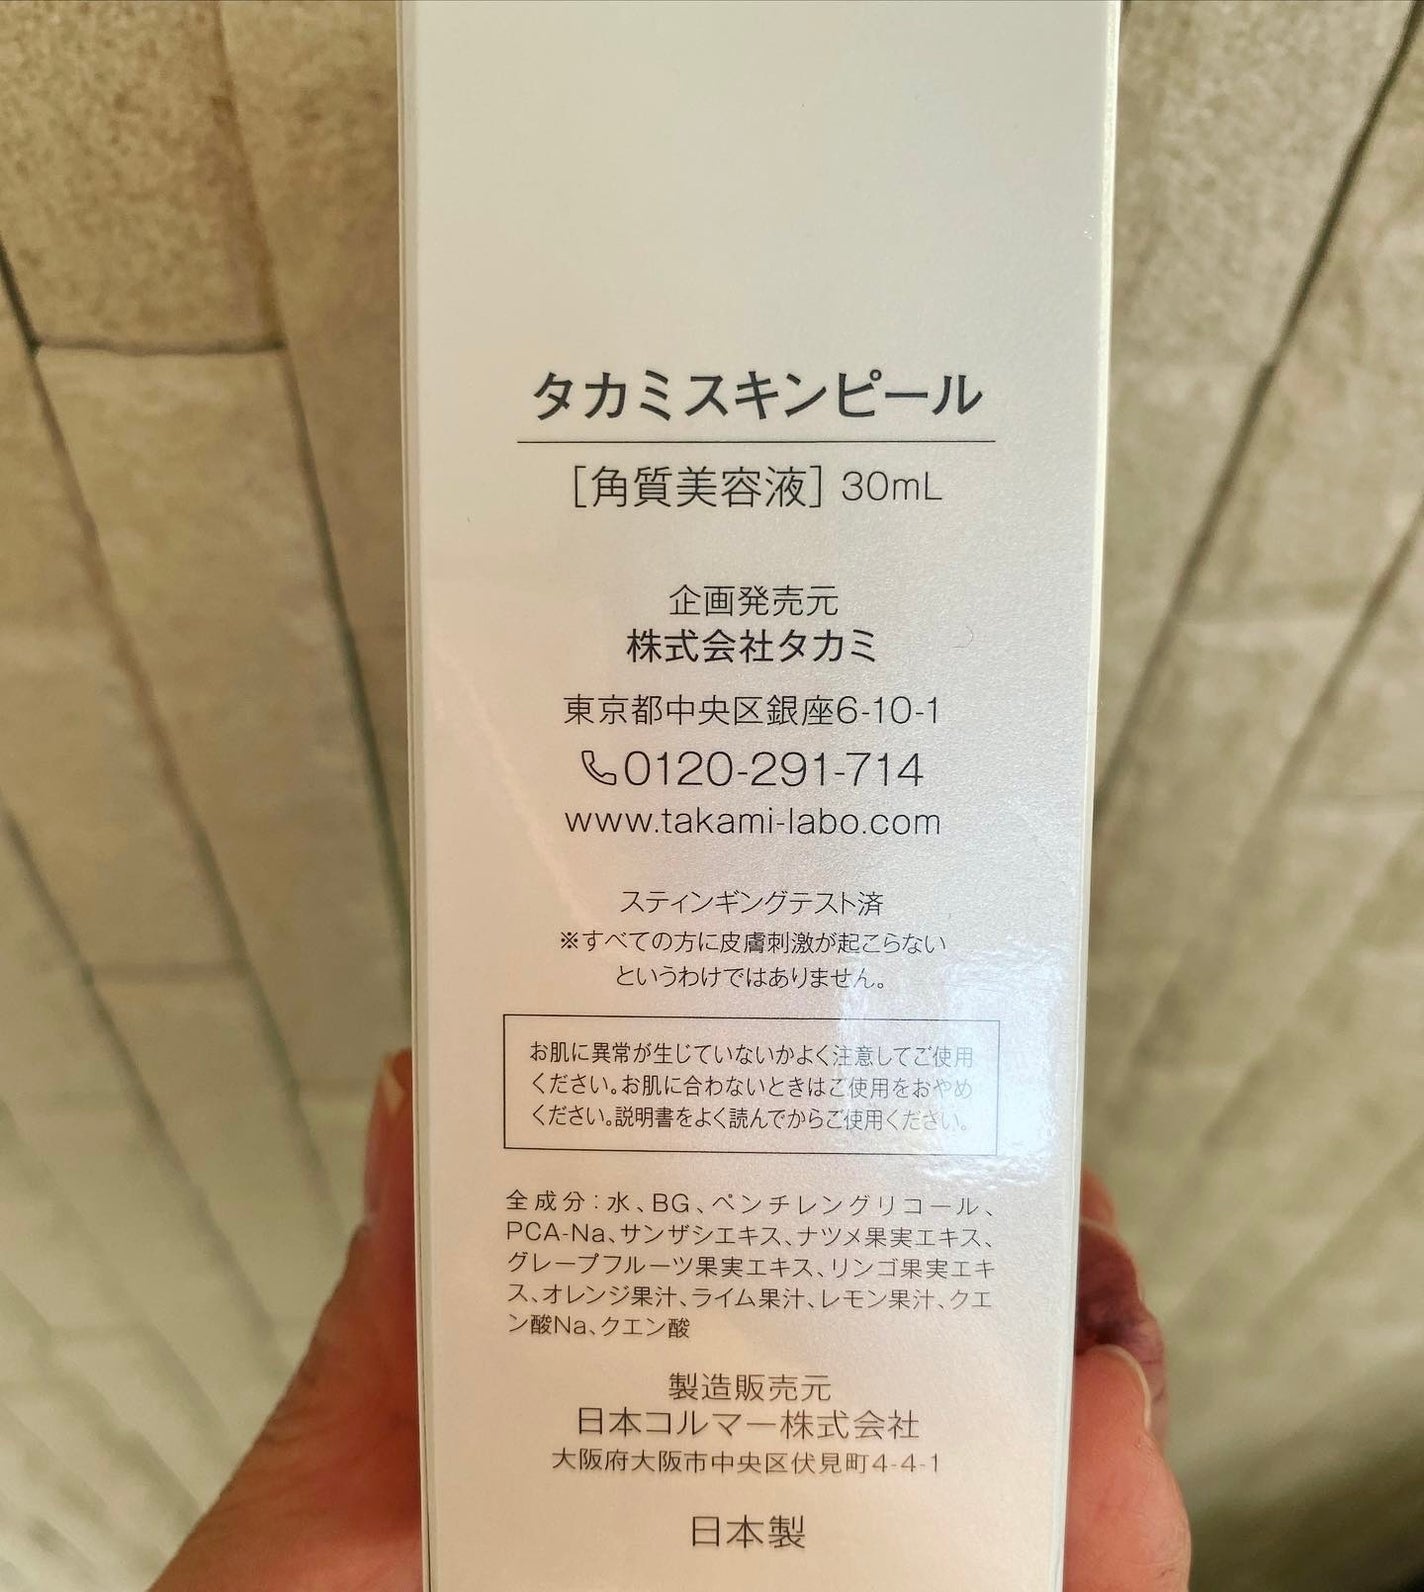 タカミスキンピール
［角質美容液］30mL
企画発売元
株式会社タカミ
東京都中央区銀座6-10-1
0120-291-714
www.takami-labo.com
スティンギングテスト済
※すべての方に皮膚刺激が起こらない
というわけではありません。
お肌に異常が生じていないかよく注意してご使用
ください。お肌に合わないときはご使用をおやめ
ください。説明書をよく読んでからご使用ください。
全成分：水、BG、ペンチレングリコール、
PCA-Na、サンザシエキス、ナツメ果実エキス、
グレープフルーツ果実エキス、リンゴ果実エキ
ス、オレンジ果汁、ライム果汁、レモン果汁、クエ
ン酸Na、クエン酸
製造販売元
日本コルマー株式会社
大阪府大阪市中央区伏見町4-4-1
日本製